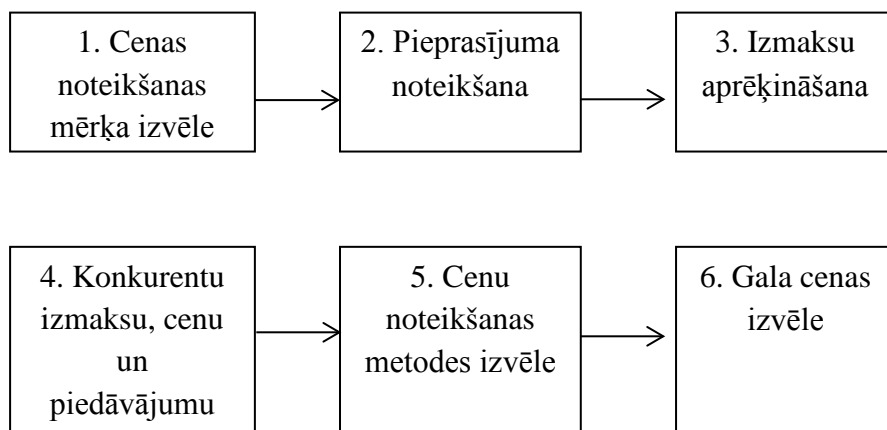 1. Cenas
noteikšanas
mērķa izvēle
2. Pieprasījuma
noteikšana
3. Izmaksu
aprēķināšana
4. Konkurentu
izmaksu, cenu
un
piedāvājumu
5. Cenu
noteikšanas
metodes izvēle
6. Gala cenas
izvēle